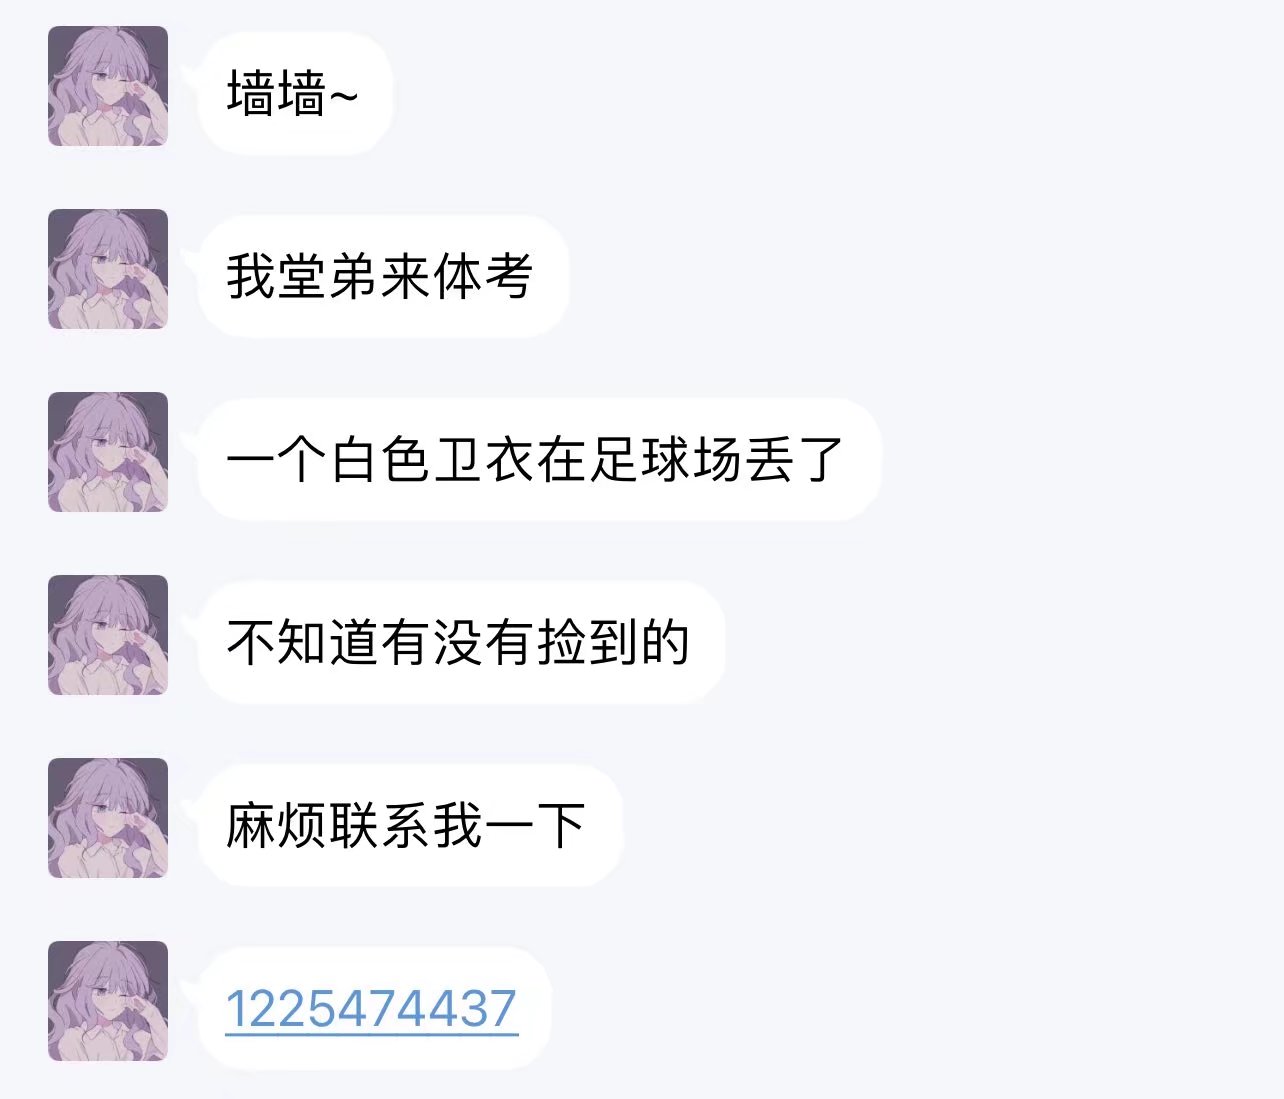 墙墙~
我堂弟来体考
一个白色卫衣在足球场丢了
不知道有没有捡到的
麻烦联系我一下
1225474437